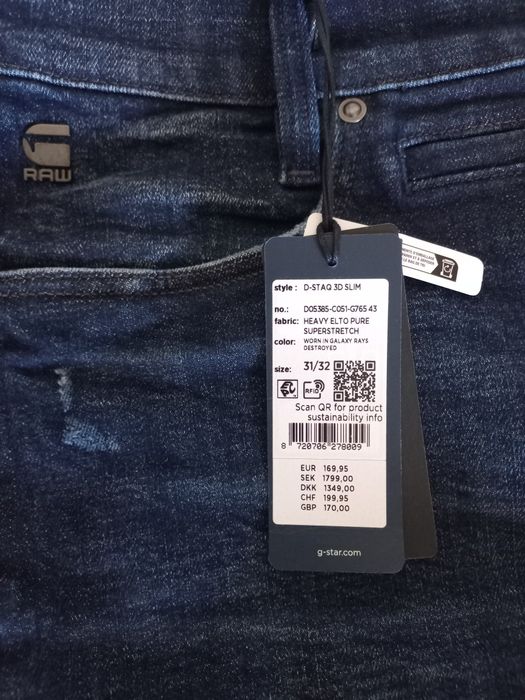 RAW
style : D-STAQ 3D SLIM
no.: D05385-C051-G765 43
fabric: HEAVY ELTO PURE
SUPERSTRETCH
color: WORN IN GALAXY RAYS
DESTROYED
size: 31/32
RFID
Scan QR for product
sustainability info
8 720706 278009
EUR 169,95
SEK 1799,00
DKK 1349,00
CHF 199,95
GBP 170,00
g-star.com